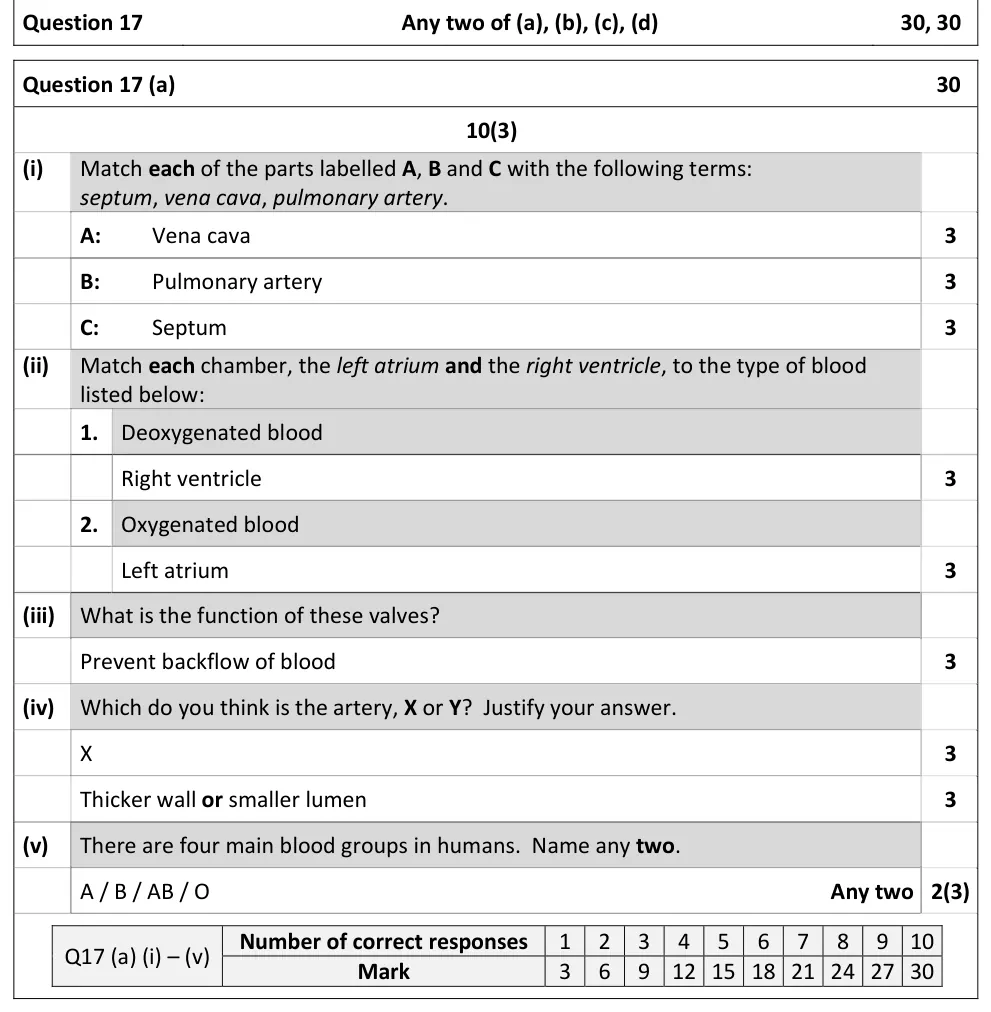 Question 17 Any two of (a), (b), (c), (d) 30, 30
Question 17 (a) 30
10(3)
(i) Match each of the parts labelled A, B and C with the following terms:
septum, vena cava, pulmonary artery.
A: Vena cava 3
B: Pulmonary artery 3
C: Septum 3
(ii) Match each chamber, the left atrium and the right ventricle, to the type of blood
listed below:
1. Deoxygenated blood
Right ventricle 3
2. Oxygenated blood
Left atrium 3
(iii) What is the function of these valves?
Prevent backflow of blood 3
(iv) Which do you think is the artery, X or Y? Justify your answer.
X 3
Thicker wall or smaller lumen 3
(v) There are four main blood groups in humans. Name any two.
A / B / AB / O Any two 2(3)
Q17 (a) (i) – (v)
Number of correct responses 1 2 3 4 5 6 7 8 9 10
Mark 3 6 9 12 15 18 21 24 27 30